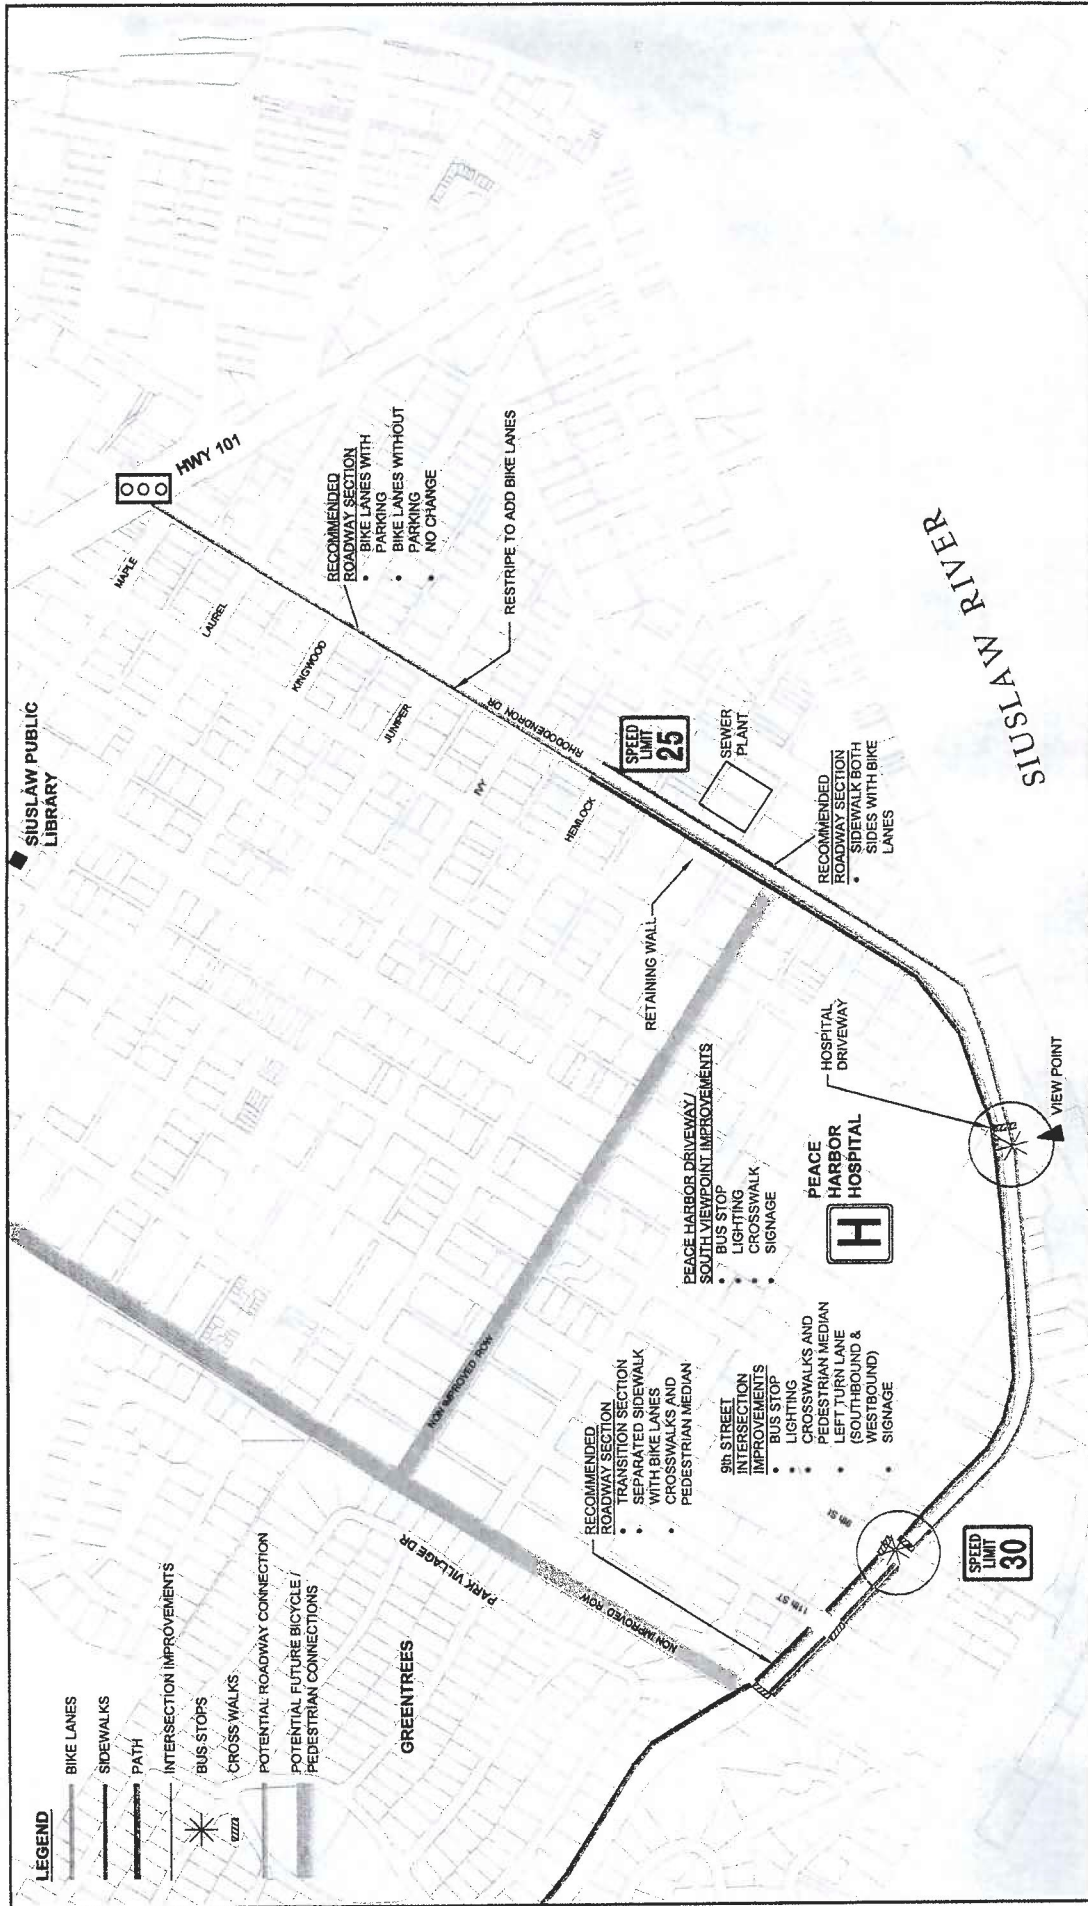 LEGEND
BIKE LANES
SIDEWALKS
PATH
INTERSECTION IMPROVEMENTS
BUS STOPS
CROSS WALKS
POTENTIAL ROADWAY CONNECTION
POTENTIAL FUTURE BICYCLE /
PEDESTRIAN CONNECTIONS
GREENTREES
PARK VILLAGE DR
NON IMPROVED ROW
NON IMPROVED ROW
RECOMMENDED
ROADWAY SECTION
• TRANSITION SECTION
• SEPARATED SIDEWALK
WITH BIKE LANES
• CROSSWALKS AND
PEDESTRIAN MEDIAN
11th ST
9th St
9th STREET
INTERSECTION
IMPROVEMENTS
• BUS STOP
• LIGHTING
• CROSSWALKS AND
PEDESTRIAN MEDIAN
• LEFT TURN LANE
(SOUTHBOUND &
WESTBOUND)
• SIGNAGE
SPEED
LIMIT
30
PEACE HARBOR DRIVEWAY /
SOUTH VIEWPOINT IMPROVEMENTS
• BUS STOP
• LIGHTING
• CROSSWALK
• SIGNAGE
H
PEACE
HARBOR
HOSPITAL
HOSPITAL
DRIVEWAY
VIEW POINT
RETAINING WALL
RECOMMENDED
ROADWAY SECTION
• SIDEWALK BOTH
SIDES WITH BIKE
LANES
SEWER
PLANT
SPEED
LIMIT
25
RHODODENDRON DR
HEMLOCK
IVY
JUNIPER
KINGWOOD
LAUREL
MAPLE
SIUSLAW PUBLIC
LIBRARY
HWY 101
RECOMMENDED
ROADWAY SECTION
• BIKE LANES WITH
PARKING
• BIKE LANES WITHOUT
PARKING
• NO CHANGE
RESTRIPE TO ADD BIKE LANES
SIUSLAW RIVER